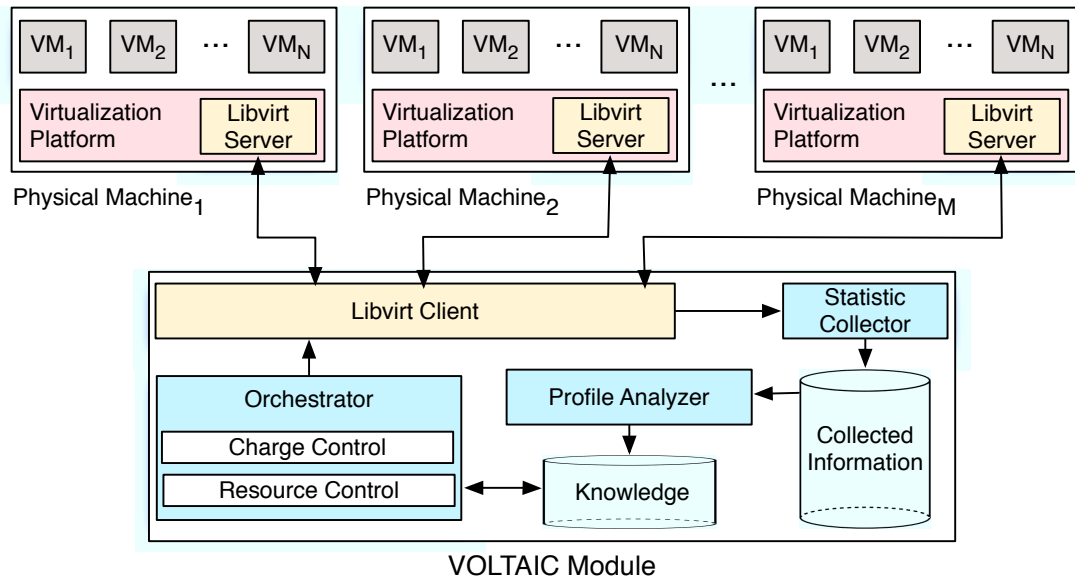 VM1 VM2 ... VMN
Virtualization
Platform
Libvirt
Server
Physical Machine1
VM1 VM2 ... VMN
Virtualization
Platform
Libvirt
Server
Physical Machine2
...
VM1 VM2 ... VMN
Virtualization
Platform
Libvirt
Server
Physical MachineM
Libvirt Client
Statistic
Collector
Orchestrator
Charge Control
Resource Control
Profile Analyzer
Knowledge
Collected
Information
VOLTAIC Module